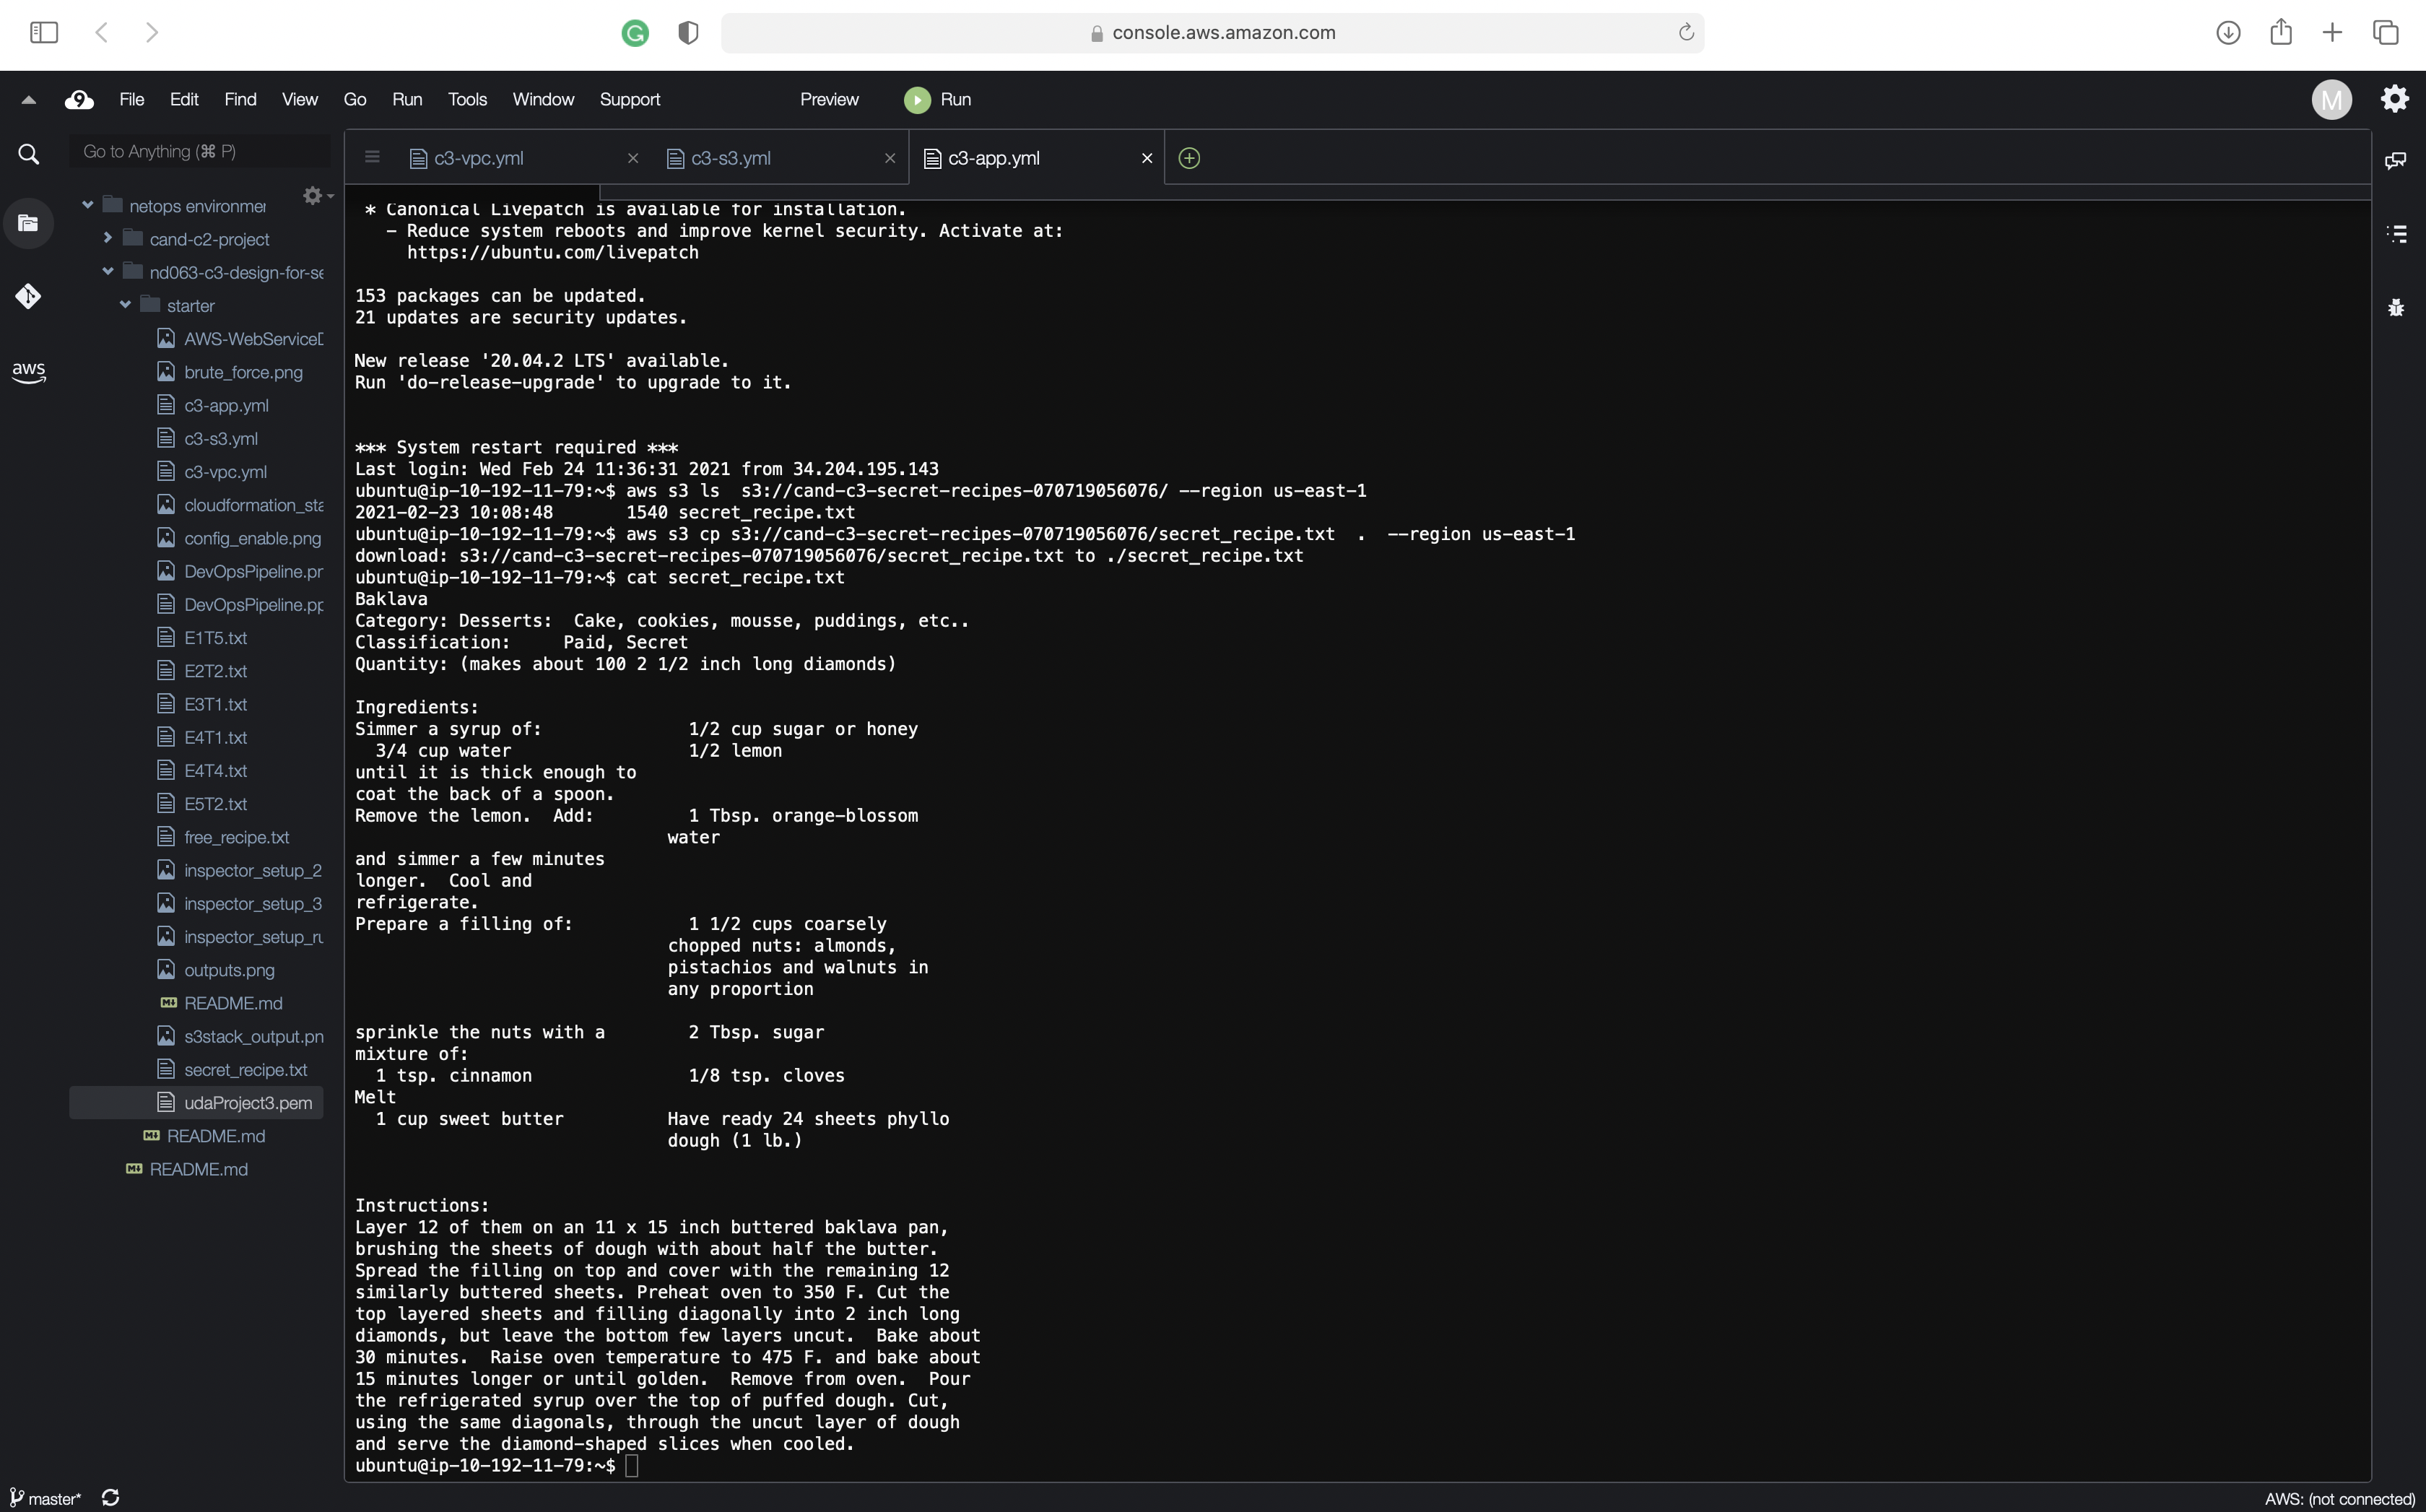 console.aws.amazon.com
File Edit Find View Go Run Tools Window Support Preview Run M
Go to Anything (⌘ P)
c3-vpc.yml
c3-s3.yml
c3-app.yml
aws
netops environmer
cand-c2-project
nd063-c3-design-for-se
starter
AWS-WebServiceD
brute_force.png
c3-app.yml
c3-s3.yml
c3-vpc.yml
cloudformation_sta
config_enable.png
DevOpsPipeline.pr
DevOpsPipeline.pp
E1T5.txt
E2T2.txt
E3T1.txt
E4T1.txt
E4T4.txt
E5T2.txt
free_recipe.txt
inspector_setup_2
inspector_setup_3
inspector_setup_ru
outputs.png
README.md
s3stack_output.pn
secret_recipe.txt
udaProject3.pem
README.md
README.md
* Canonical Livepatch is available for installation.
- Reduce system reboots and improve kernel security. Activate at:
https://ubuntu.com/livepatch
153 packages can be updated.
21 updates are security updates.
New release '20.04.2 LTS' available.
Run 'do-release-upgrade' to upgrade to it.
*** System restart required ***
Last login: Wed Feb 24 11:36:31 2021 from 34.204.195.143
ubuntu@ip-10-192-11-79:~$ aws s3 ls  s3://cand-c3-secret-recipes-070719056076/ --region us-east-1
2021-02-23 10:08:48       1540 secret_recipe.txt
ubuntu@ip-10-192-11-79:~$ aws s3 cp s3://cand-c3-secret-recipes-070719056076/secret_recipe.txt  .  --region us-east-1
download: s3://cand-c3-secret-recipes-070719056076/secret_recipe.txt to ./secret_recipe.txt
ubuntu@ip-10-192-11-79:~$ cat secret_recipe.txt
Baklava
Category: Desserts:  Cake, cookies, mousse, puddings, etc..
Classification:     Paid, Secret
Quantity: (makes about 100 2 1/2 inch long diamonds)
Ingredients:
Simmer a syrup of:              1/2 cup sugar or honey
3/4 cup water                 1/2 lemon
until it is thick enough to
coat the back of a spoon.
Remove the lemon.  Add:         1 Tbsp. orange-blossom
water
and simmer a few minutes
longer.  Cool and
refrigerate.
Prepare a filling of:           1 1/2 cups coarsely
chopped nuts: almonds,
pistachios and walnuts in
any proportion
sprinkle the nuts with a        2 Tbsp. sugar
mixture of:
1 tsp. cinnamon               1/8 tsp. cloves
Melt
1 cup sweet butter          Have ready 24 sheets phyllo
dough (1 lb.)
Instructions:
Layer 12 of them on an 11 x 15 inch buttered baklava pan,
brushing the sheets of dough with about half the butter.
Spread the filling on top and cover with the remaining 12
similarly buttered sheets. Preheat oven to 350 F. Cut the
top layered sheets and filling diagonally into 2 inch long
diamonds, but leave the bottom few layers uncut.  Bake about
30 minutes.  Raise oven temperature to 475 F. and bake about
15 minutes longer or until golden.  Remove from oven.  Pour
the refrigerated syrup over the top of puffed dough. Cut,
using the same diagonals, through the uncut layer of dough
and serve the diamond-shaped slices when cooled.
ubuntu@ip-10-192-11-79:~$
master*
AWS: (not connected)